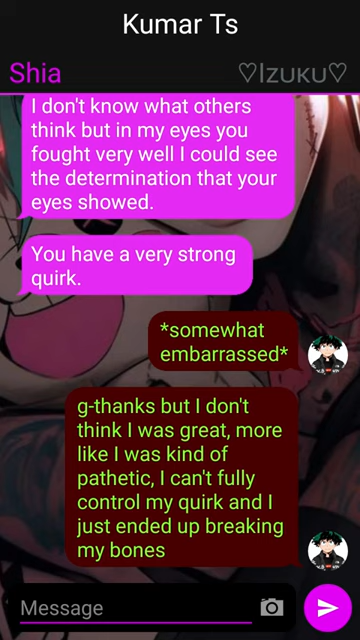 Kumar Ts
Shia
♡Izuku♡
I don't know what others
think but in my eyes you
fought very well I could see
the determination that your
eyes showed.
You have a very strong
quirk.
*somewhat
embarrassed*
g-thanks but I don't
think I was great, more
like I was kind of
pathetic, I can't fully
control my quirk and I
just ended up breaking
my bones
Message